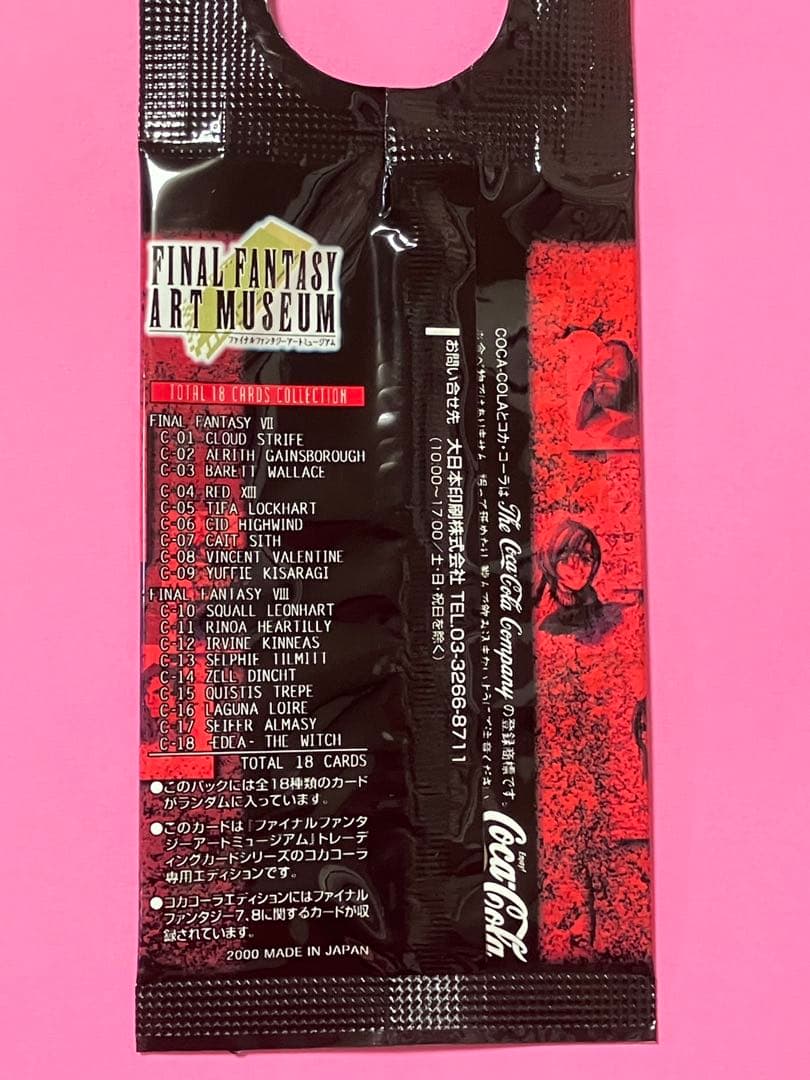 FINAL FANTASY
ART MUSEUM
ファイナルファンタジーアートミュージアム
TOTAL 18 CARDS COLLECTION
FINAL FANTASY VII
C-01 CLOUD STRIFE
C-02 AERITH GAINSBOROUGH
C-03 BARETT WALLACE
C-04 RED XIII
C-05 TIFA LOCKHART
C-06 CID HIGHWIND
C-07 CAIT SITH
C-08 VINCENT VALENTINE
C-09 YUFFIE KISARAGI
FINAL FANTASY VIII
C-10 SQUALL LEONHART
C-11 RINOA HEARTILLY
C-12 IRVINE KINNEAS
C-13 SELPHIE TILMITT
C-14 ZELL DINCHT
C-15 QUISTIS TREPE
C-16 LAGUNA LOIRE
C-17 SEIFER ALMASY
C-18 -EDEA- THE WITCH
TOTAL 18 CARDS
●このパックには全18種類のカード
がランダムに入っています。
●このカードは『ファイナルファンタ
ジーアートミュージアム』トレーデ
ィングカードシリーズのコカコーラ
専用エディションです。
●コカコーラエディションにはファイナル
ファンタジー7、8に関するカードが収
録されています。
2000 MADE IN JAPAN
COCA-COLAとコカ・コーラは The Coca-Cola Company の登録商標です。
お問い合せ先 大日本印刷株式会社 TEL.03-3266-8711
(10:00~17:00/土・日・祝日を除く)
Enjoy!
Coca-Cola